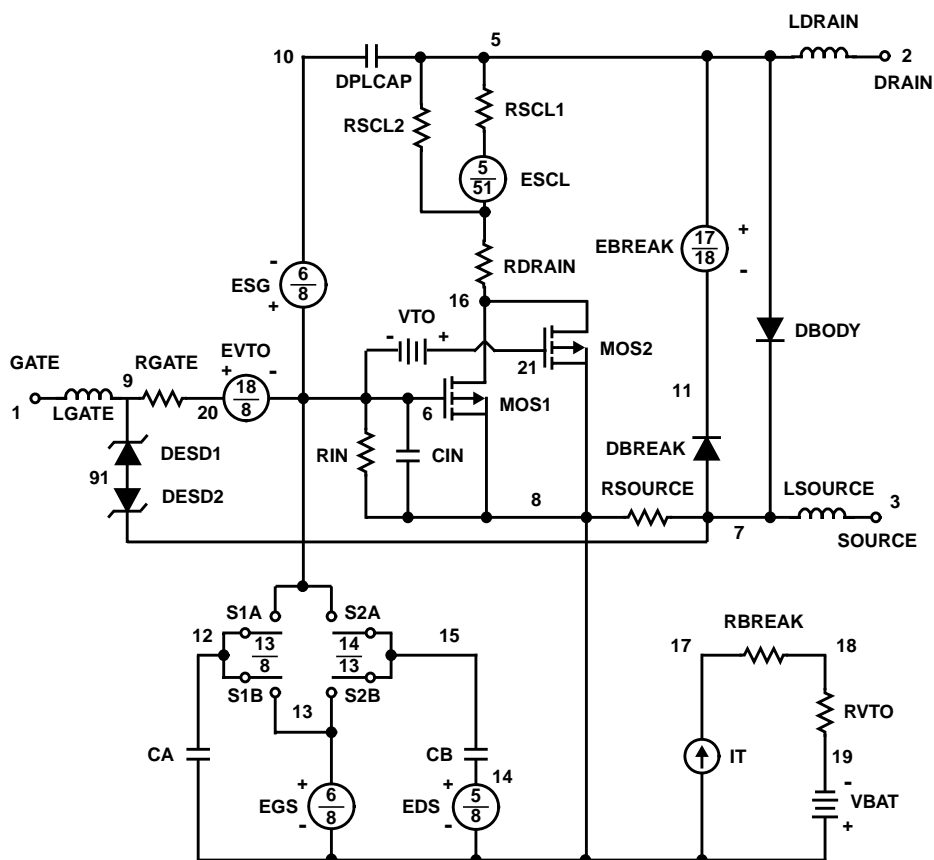 LDRAIN
10
5
2
DPLCAP
DRAIN
RSCL2
RSCL1
5
51
ESCL
EBREAK
17
18
+
-
-
ESG
6
8
+
RDRAIN
16
VTO
-
+
DBODY
MOS2
GATE
RGATE
EVTO
21
9
+
18
8
-
11
1
LGATE
20
6
MOS1
DESD1
RIN
CIN
DBREAK
91
DESD2
8
RSOURCE
LSOURCE
3
7
SOURCE
S1A
S2A
12
13
8
14
13
15
RBREAK
17
18
S1B
S2B
13
RVTO
CA
CB
IT
19
14
-
EGS
+
6
8
-
EDS
+
5
8
-
VBAT
+